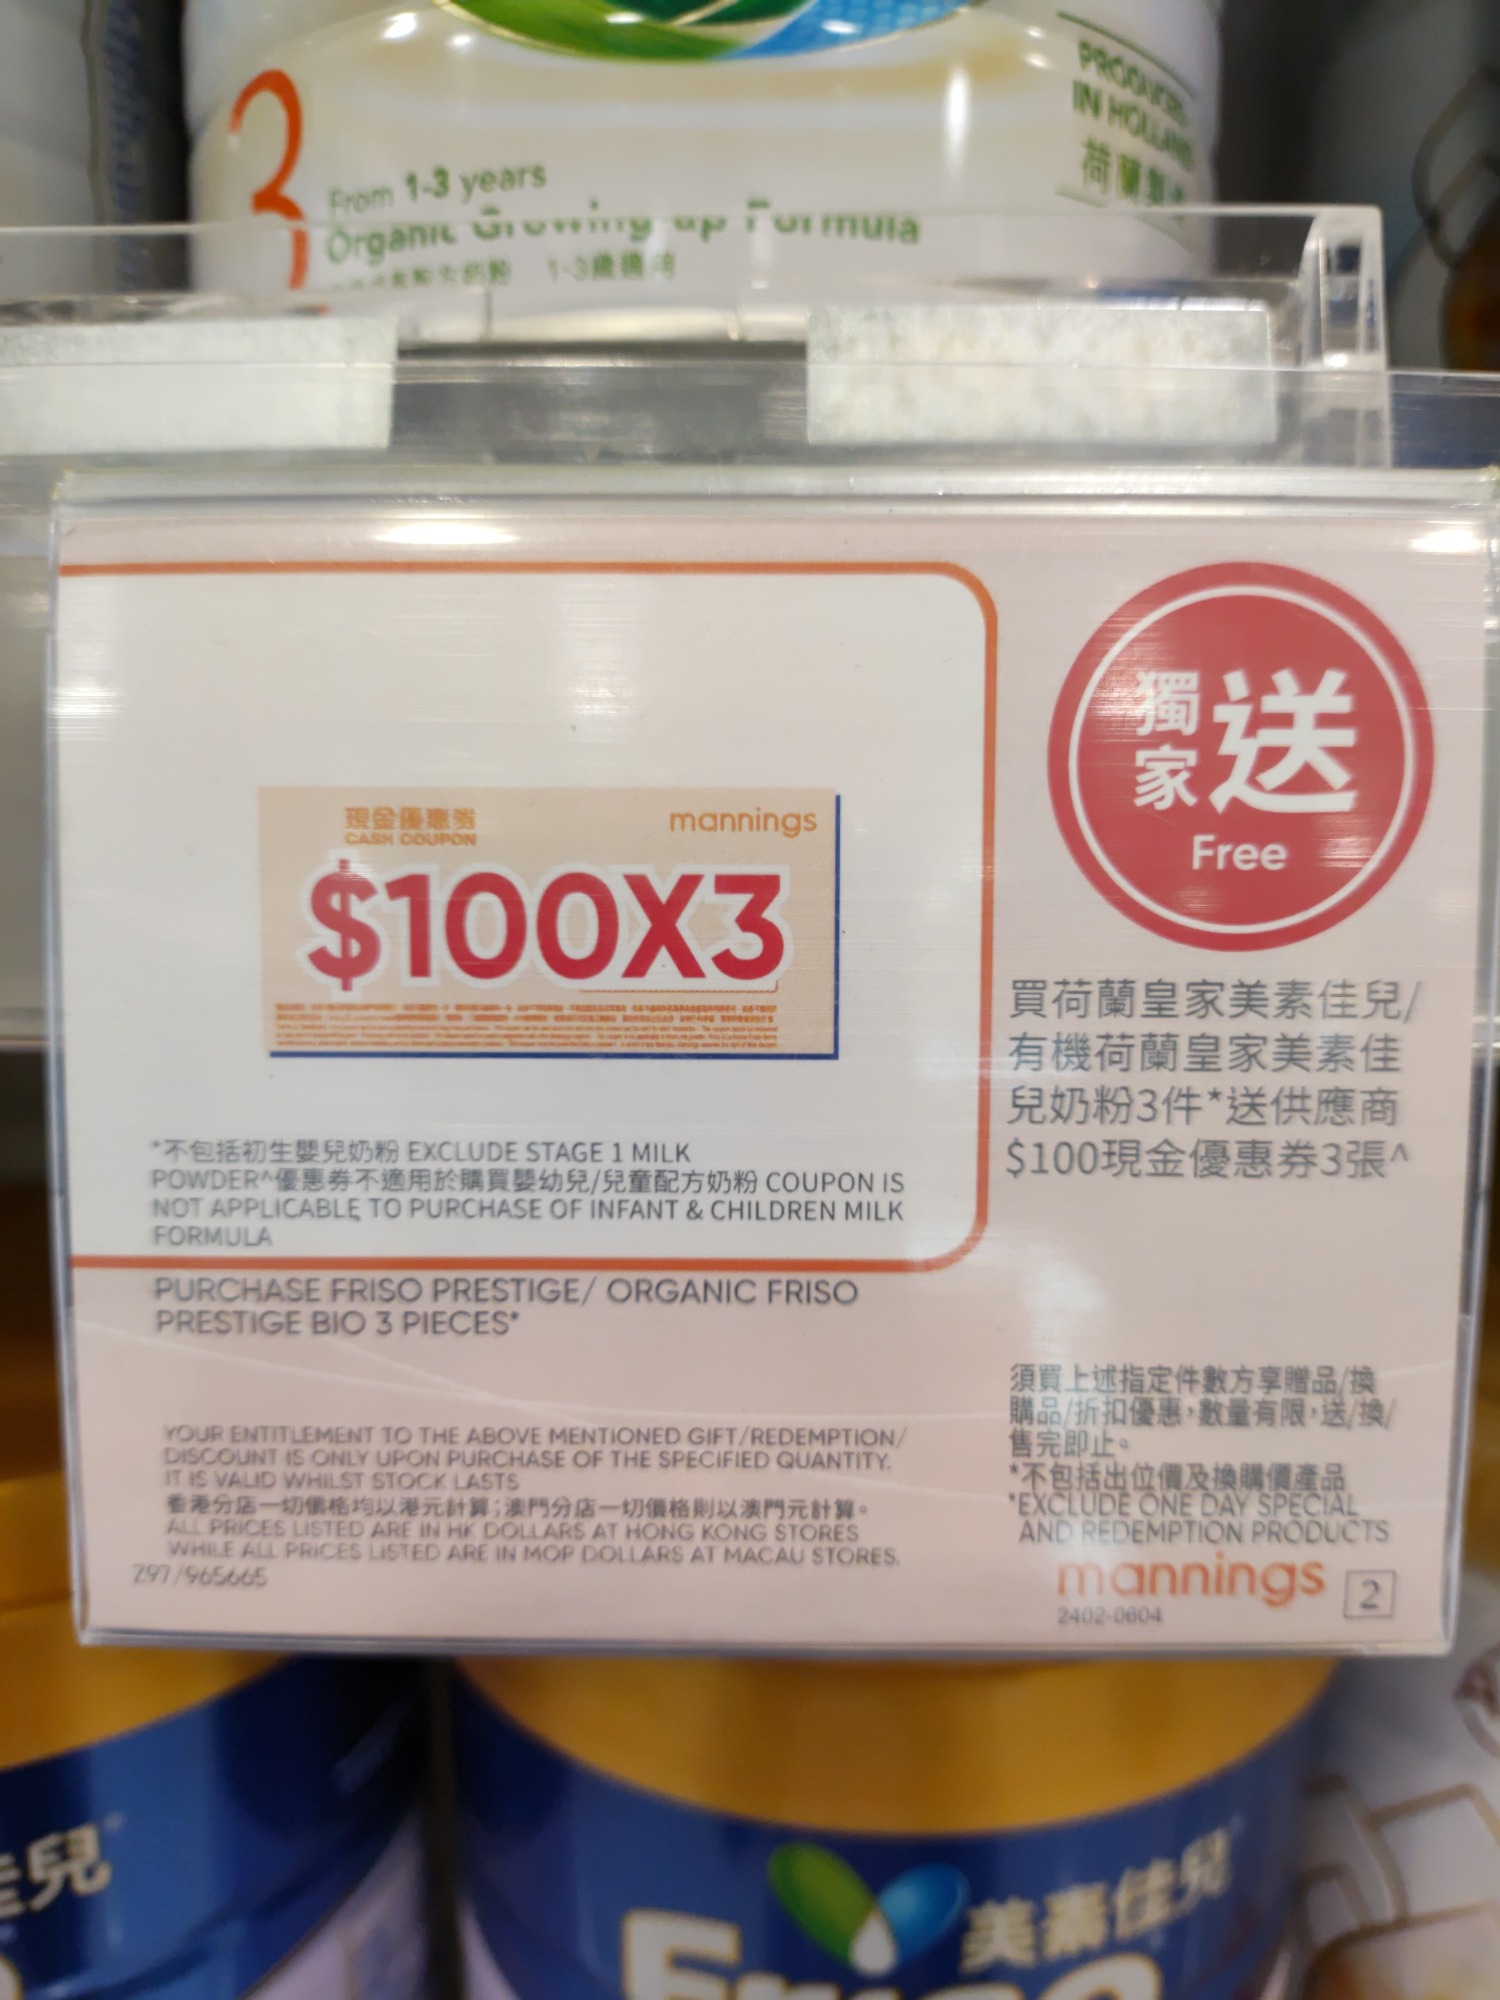 3
From 1-3 years
Organic Growing up Formula
PRODUCED
IN HOLLAND
荷蘭製造
獨家 送
Free
現金優惠券
CASH COUPON
mannings
$100X3
買荷蘭皇家美素佳兒/
有機荷蘭皇家美素佳
兒奶粉3件*送供應商
$100現金優惠券3張^
*不包括初生嬰兒奶粉 EXCLUDE STAGE 1 MILK
POWDER^優惠券不適用於購買嬰幼兒/兒童配方奶粉 COUPON IS
NOT APPLICABLE TO PURCHASE OF INFANT & CHILDREN MILK
FORMULA
PURCHASE FRISO PRESTIGE/ ORGANIC FRISO
PRESTIGE BIO 3 PIECES*
須買上述指定件數方享贈品/換
購品/折扣優惠，數量有限，送/換/
售完即止。
*不包括出位價及換購價產品
*EXCLUDE ONE DAY SPECIAL
AND REDEMPTION PRODUCTS
YOUR ENTITLEMENT TO THE ABOVE MENTIONED GIFT/REDEMPTION/
DISCOUNT IS ONLY UPON PURCHASE OF THE SPECIFIED QUANTITY.
IT IS VALID WHILST STOCK LASTS
香港分店一切價格均以港元計算；澳門分店一切價格則以澳門元計算。
ALL PRICES LISTED ARE IN HK DOLLARS AT HONG KONG STORES
WHILE ALL PRICES LISTED ARE IN MOP DOLLARS AT MACAU STORES.
Z97/965665
mannings 2
2402-0604
佳兒
美素佳兒
Friso